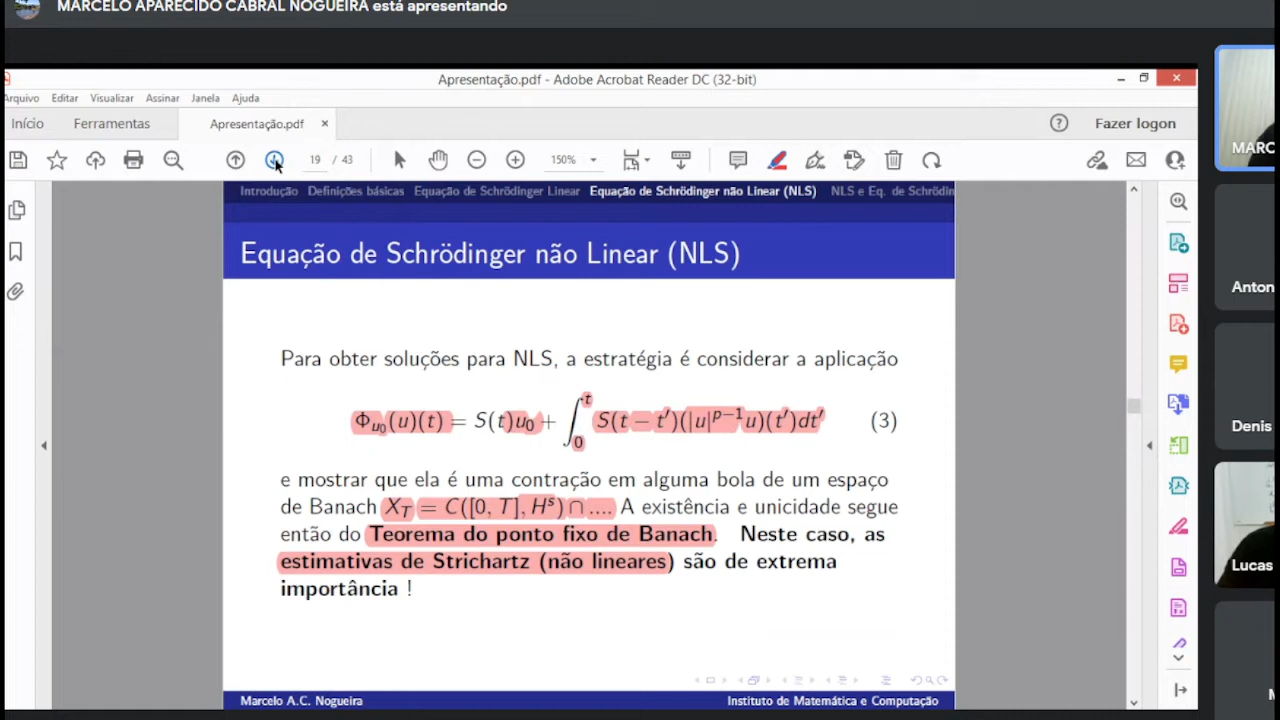 MARCELO APARECIDO CABRAL NOGUEIRA está apresentando
Apresentação.pdf - Adobe Acrobat Reader DC (32-bit)
Arquivo Editar Visualizar Assinar Janela Ajuda
Início Ferramentas Apresentação.pdf × Fazer logon
19 / 43 150%
Introdução Definições básicas Equação de Schrödinger Linear Equação de Schrödinger não Linear (NLS) NLS e Eq. de Schrödin
Equação de Schrödinger não Linear (NLS)
Para obter soluções para NLS, a estratégia é considerar a aplicação
Φ_{u_0}(u)(t) = S(t)u_0 + ∫_0^t S(t − t′)(|u|^{p−1}u)(t′)dt′ (3)
e mostrar que ela é uma contração em alguma bola de um espaço
de Banach X_T = C([0, T], H^s) ∩ .... A existência e unicidade segue
então do Teorema do ponto fixo de Banach. Neste caso, as
estimativas de Strichartz (não lineares) são de extrema
importância !
Marcelo A.C. Nogueira Instituto de Matemática e Computação
MARC
Anton
Denis
Lucas
M